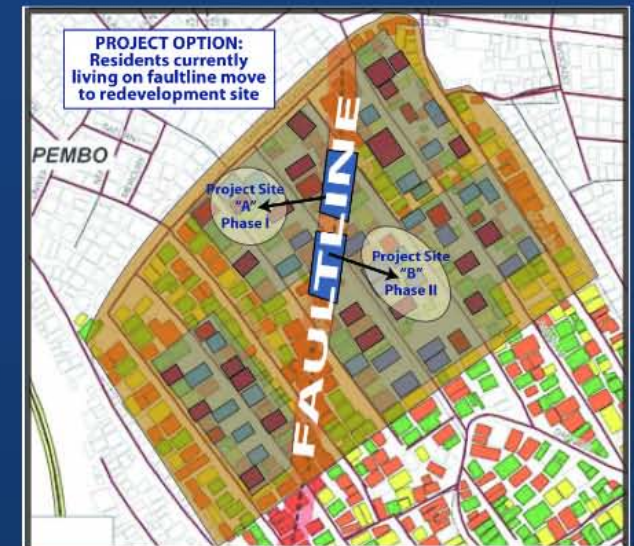 PROJECT OPTION:
Residents currently
living on faultline move
to redevelopment site
PEMBO
FAULTLINE
Project Site
"A"
Phase I
Project Site
"B"
Phase II